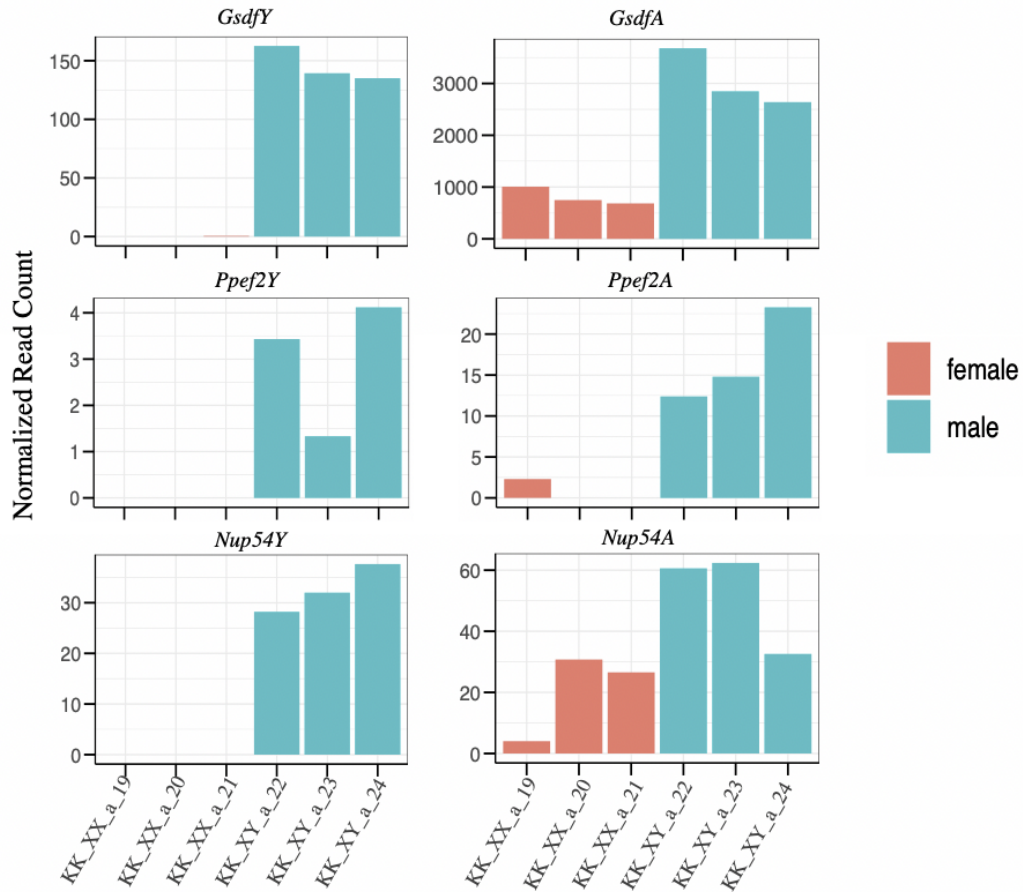 GsdfY
GsdfA
150
100
50
0
3000
2000
1000
0
Normalized Read Count
Ppef2Y
Ppef2A
4
3
2
1
0
20
15
10
5
0
female
male
Nup54Y
Nup54A
30
20
10
0
60
40
20
0
KK_XX_a_19
KK_XX_a_20
KK_XX_a_21
KK_XY_a_22
KK_XY_a_23
KK_XY_a_24
KK_XX_a_19
KK_XX_a_20
KK_XX_a_21
KK_XY_a_22
KK_XY_a_23
KK_XY_a_24